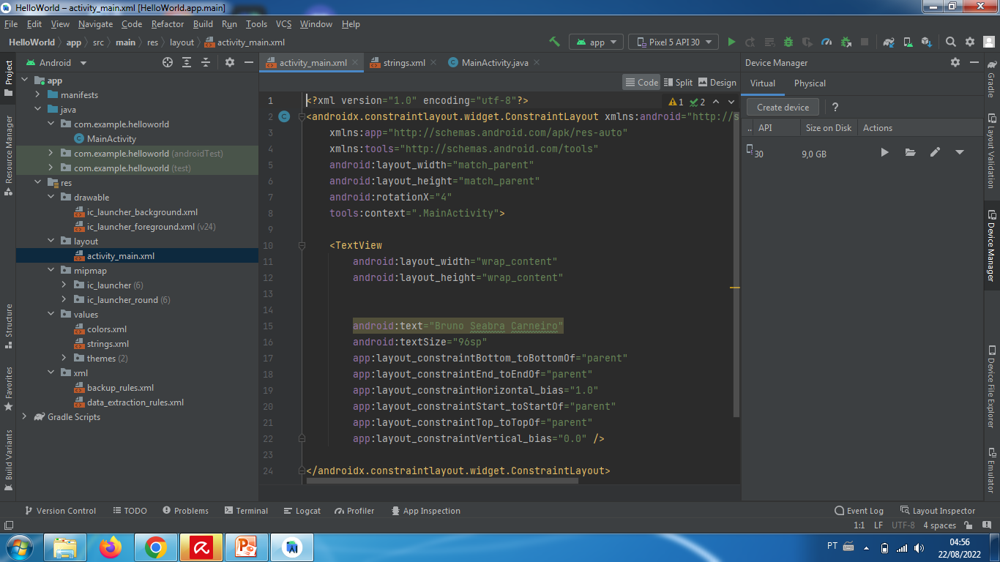 HelloWorld – activity_main.xml [HelloWorld.app.main]
File Edit View Navigate Code Refactor Build Run Tools VCS Window Help
HelloWorld app src main res layout activity_main.xml
app Pixel 5 API 30
Project
Resource Manager
Structure
Favorites
Build Variants
Android
app
manifests
java
com.example.helloworld
MainActivity
com.example.helloworld (androidTest)
com.example.helloworld (test)
res
drawable
ic_launcher_background.xml
ic_launcher_foreground.xml (v24)
layout
activity_main.xml
mipmap
ic_launcher (6)
ic_launcher_round (6)
values
colors.xml
strings.xml
themes (2)
xml
backup_rules.xml
data_extraction_rules.xml
Gradle Scripts
activity_main.xml strings.xml MainActivity.java
Code Split Design
1 2
1 <?xml version="1.0" encoding="utf-8"?>
2 <androidx.constraintlayout.widget.ConstraintLayout xmlns:android="http://s
3 xmlns:app="http://schemas.android.com/apk/res-auto"
4 xmlns:tools="http://schemas.android.com/tools"
5 android:layout_width="match_parent"
6 android:layout_height="match_parent"
7 android:rotationX="4"
8 tools:context=".MainActivity">
9
10 <TextView
11 android:layout_width="wrap_content"
12 android:layout_height="wrap_content"
13
14
15 android:text="Bruno Seabra Carneiro"
16 android:textSize="96sp"
17 app:layout_constraintBottom_toBottomOf="parent"
18 app:layout_constraintEnd_toEndOf="parent"
19 app:layout_constraintHorizontal_bias="1.0"
20 app:layout_constraintStart_toStartOf="parent"
21 app:layout_constraintTop_toTopOf="parent"
22 app:layout_constraintVertical_bias="0.0" />
23
24 </androidx.constraintlayout.widget.ConstraintLayout>
Device Manager
Virtual Physical
Create device ?
.. API Size on Disk Actions
30 9,0 GB
Gradle
Layout Validation
Device Manager
Device File Explorer
Emulator
Version Control TODO Problems Terminal Logcat Profiler App Inspection Event Log Layout Inspector
1:1 LF UTF-8 4 spaces
PT 04:56
22/08/2022